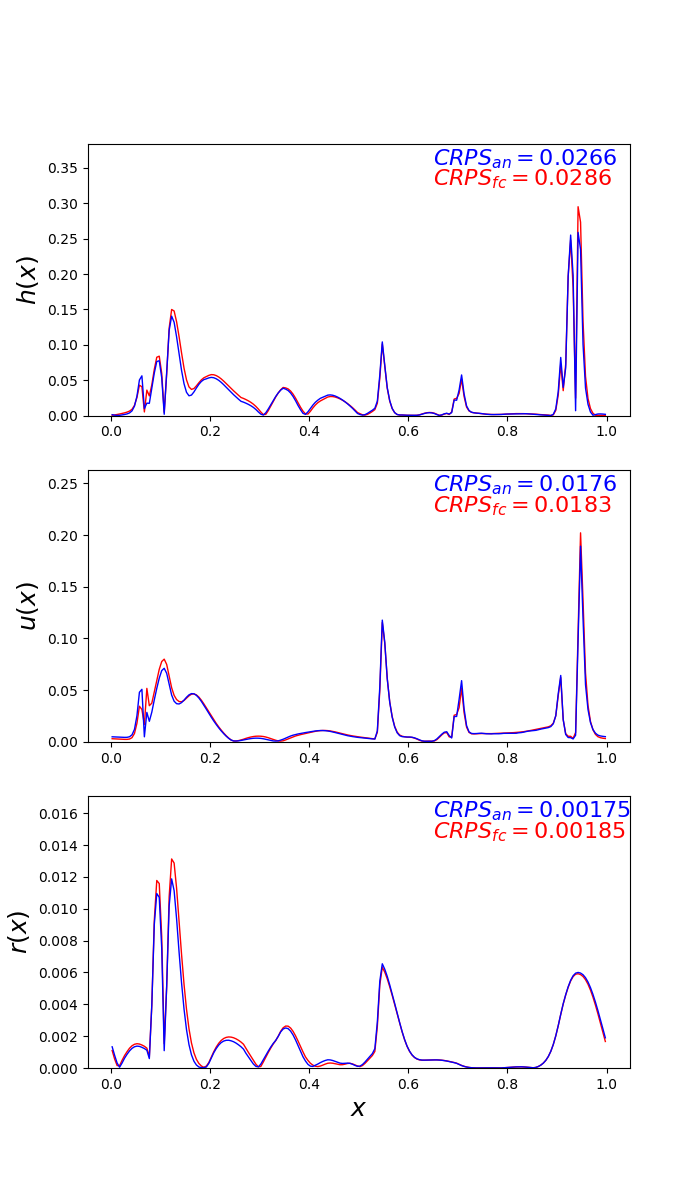 CRPS_an = 0.0266
CRPS_fc = 0.0286
0.35
0.30
0.25
0.20
0.15
0.10
0.05
0.00
h(x)
0.0 0.2 0.4 0.6 0.8 1.0
CRPS_an = 0.0176
CRPS_fc = 0.0183
0.25
0.20
0.15
0.10
0.05
0.00
u(x)
0.0 0.2 0.4 0.6 0.8 1.0
CRPS_an = 0.00175
CRPS_fc = 0.00185
0.016
0.014
0.012
0.010
0.008
0.006
0.004
0.002
0.000
r(x)
0.0 0.2 0.4 0.6 0.8 1.0
x